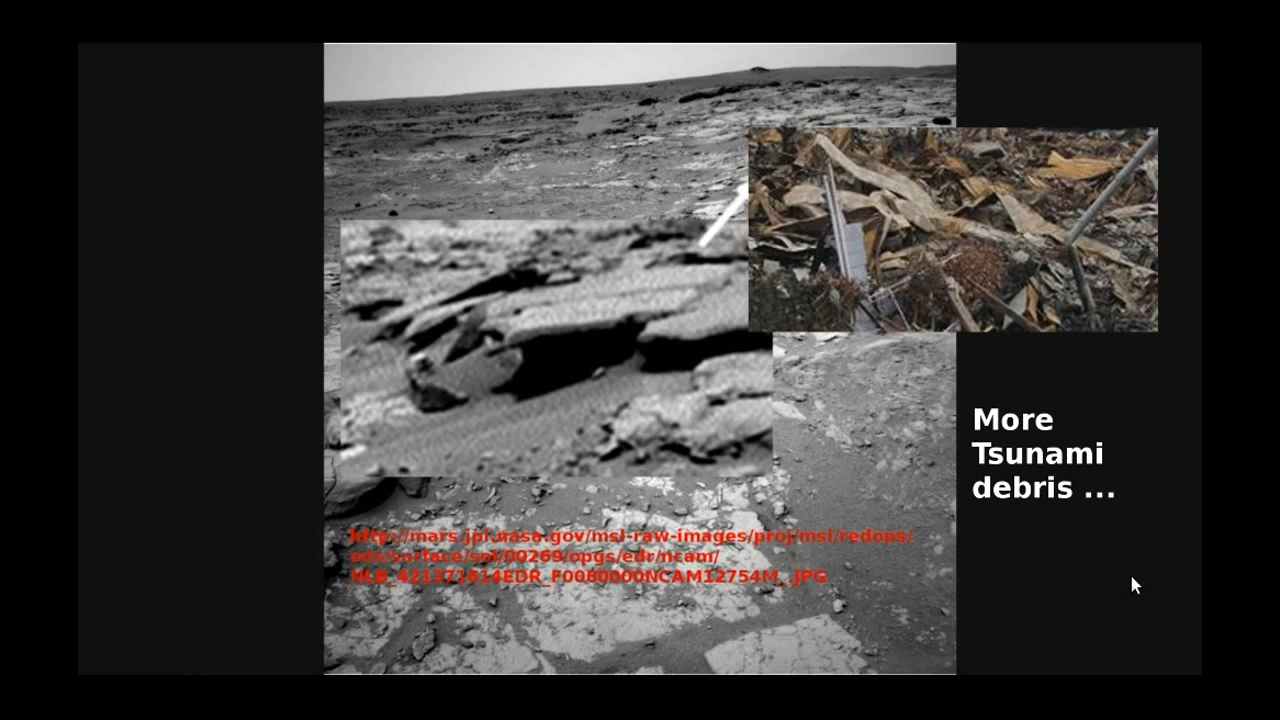 More
Tsunami
debris ...
http://mars.jpl.nasa.gov/msl-raw-images/proj/msl/redops/
ods/surface/sol/00269/opgs/edr/ncam/
NLB_421371614EDR_F0060000NCAM12754M_.JPG